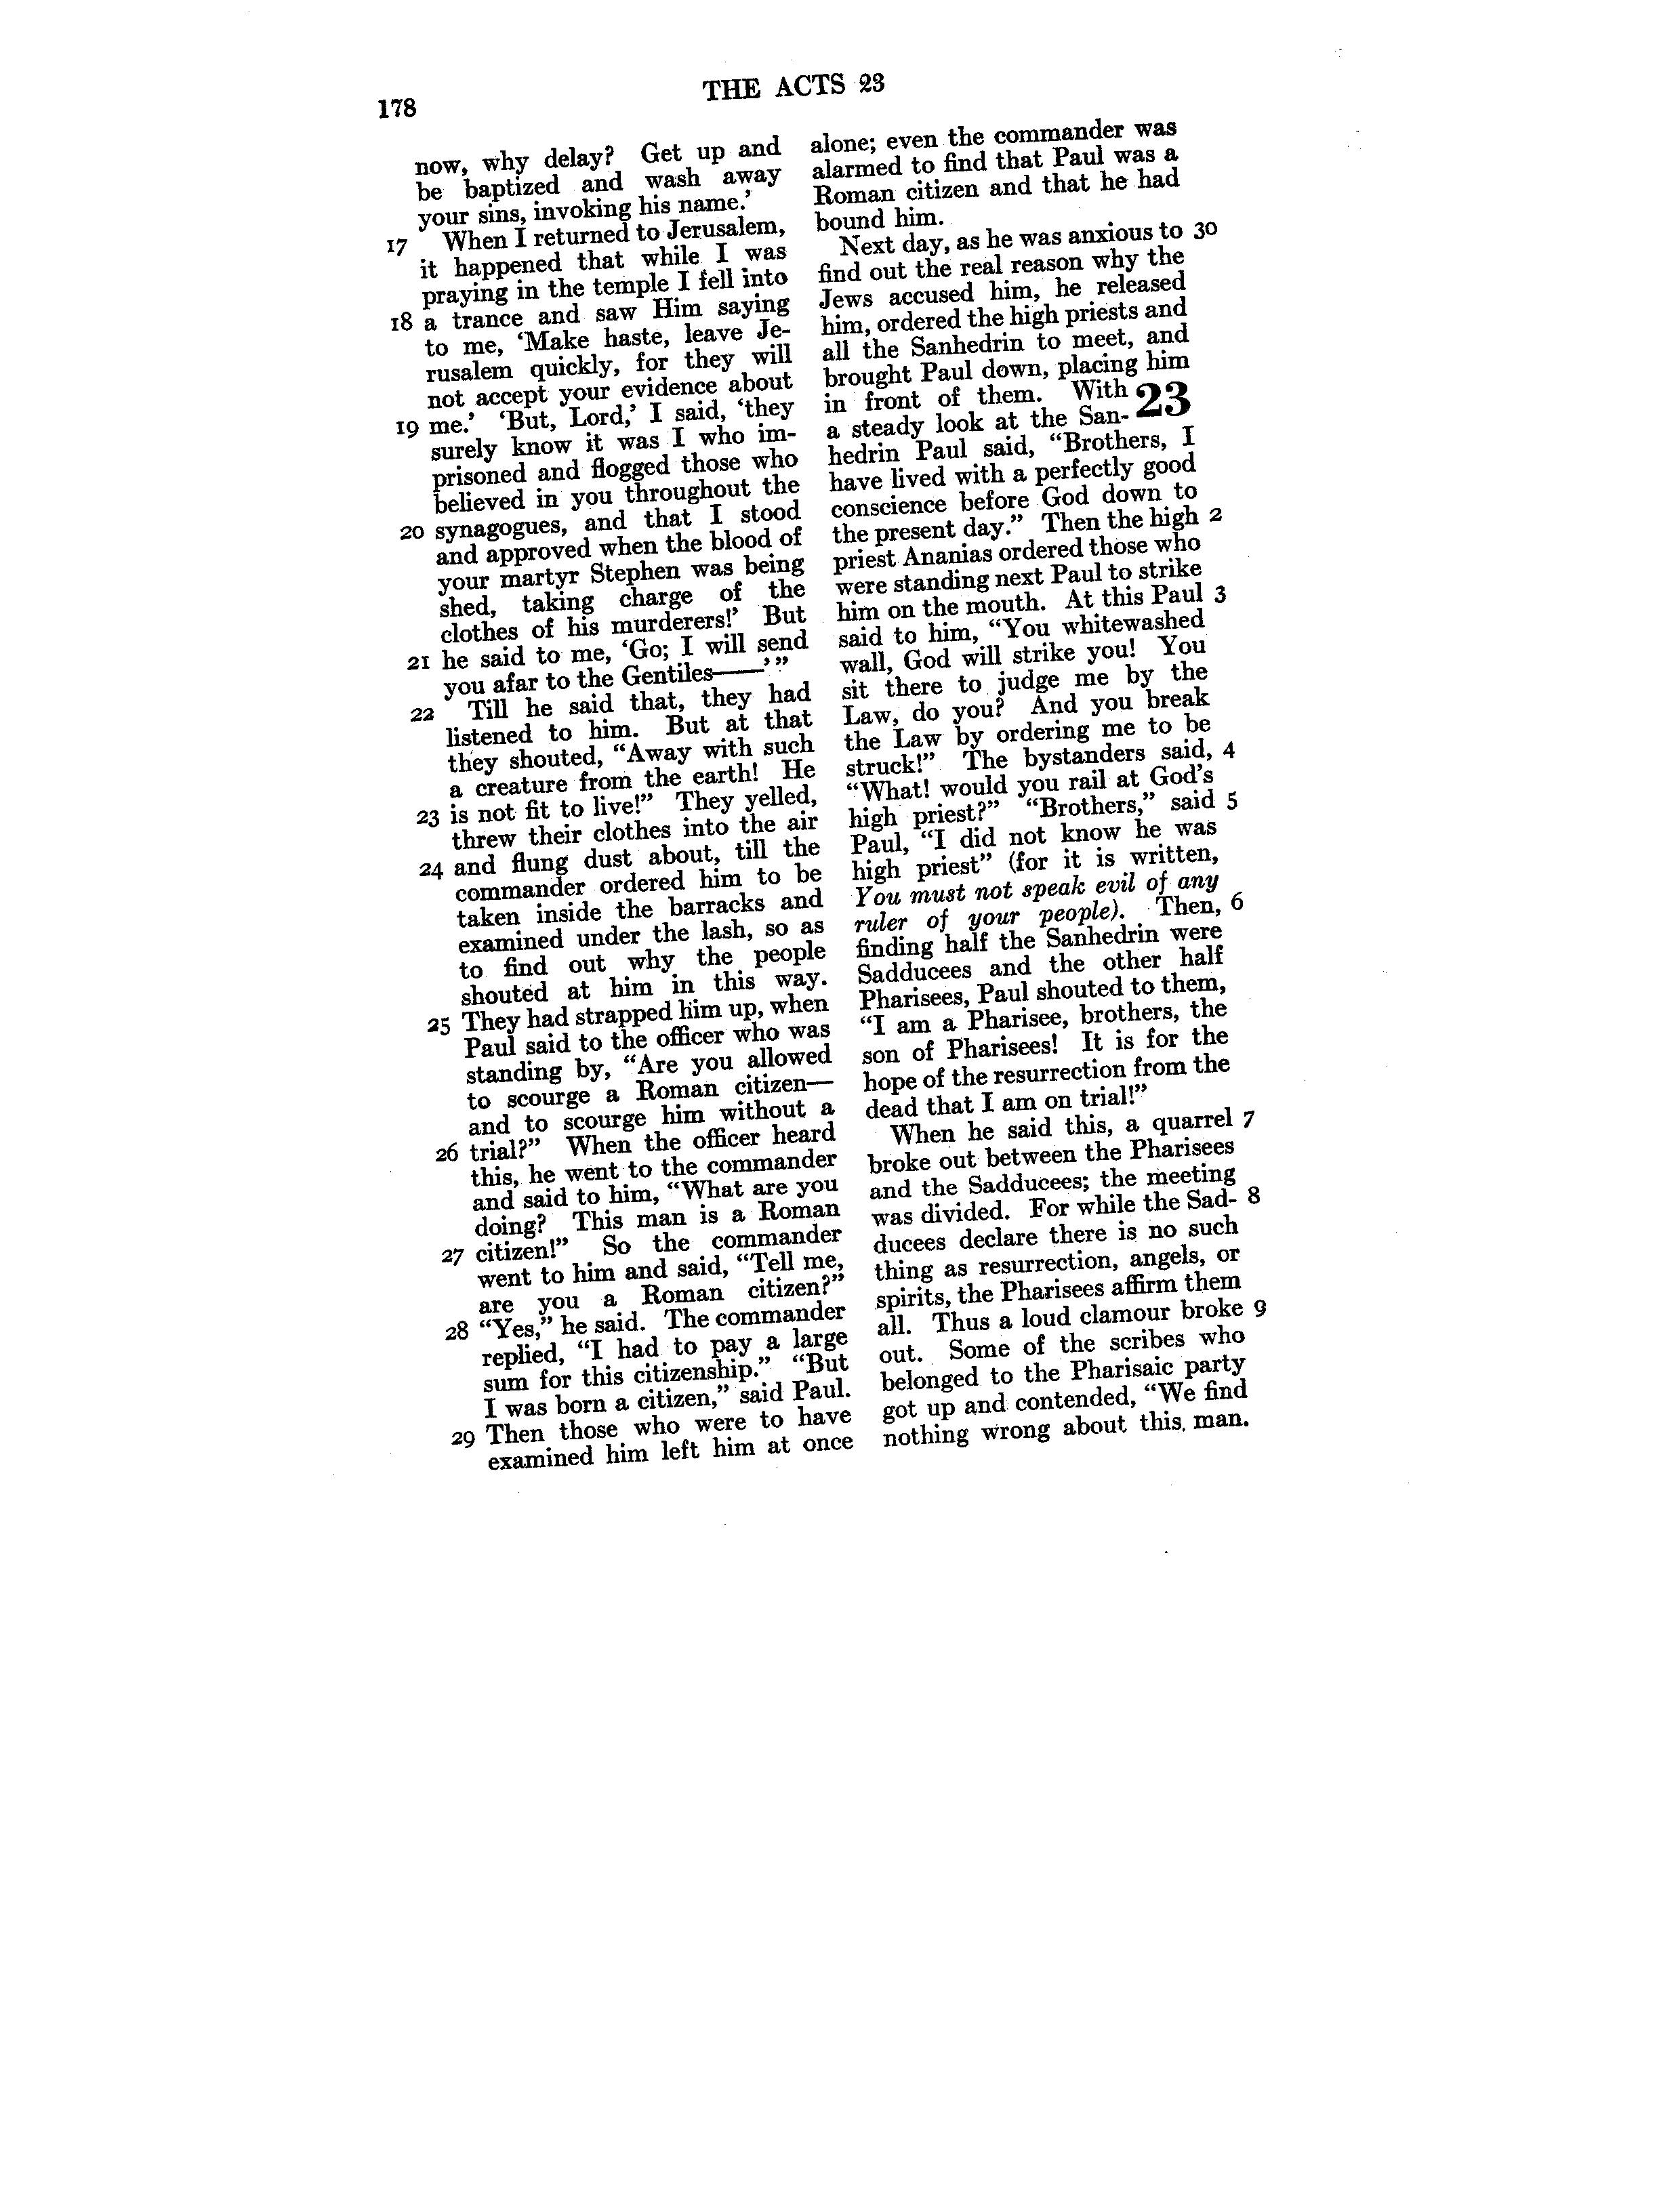 178
THE ACTS 23
now, why delay? Get up and
be baptized and wash away
your sins, invoking his name.’
17 When I returned to Jerusalem,
it happened that while I was
praying in the temple I fell into
18 a trance and saw Him saying
to me, ‘Make haste, leave Je-
rusalem quickly, for they will
not accept your evidence about
19 me.’ ‘But, Lord,’ I said, ‘they
surely know it was I who im-
prisoned and flogged those who
believed in you throughout the
20 synagogues, and that I stood
and approved when the blood of
your martyr Stephen was being
shed, taking charge of the
clothes of his murderers!’ But
21 he said to me, ‘Go; I will send
you afar to the Gentiles——’”
22 Till he said that, they had
listened to him. But at that
they shouted, “Away with such
a creature from the earth! He
23 is not fit to live!” They yelled,
threw their clothes into the air
24 and flung dust about, till the
commander ordered him to be
taken inside the barracks and
examined under the lash, so as
to find out why the people
shouted at him in this way.
25 They had strapped him up, when
Paul said to the officer who was
standing by, “Are you allowed
to scourge a Roman citizen—
and to scourge him without a
26 trial?” When the officer heard
this, he went to the commander
and said to him, “What are you
doing? This man is a Roman
27 citizen!” So the commander
went to him and said, “Tell me,
are you a Roman citizen?”
28 “Yes,” he said. The commander
replied, “I had to pay a large
sum for this citizenship.” “But
I was born a citizen,” said Paul.
29 Then those who were to have
examined him left him at once
alone; even the commander was
alarmed to find that Paul was a
Roman citizen and that he had
bound him.
Next day, as he was anxious to 30
find out the real reason why the
Jews accused him, he released
him, ordered the high priests and
all the Sanhedrin to meet, and
brought Paul down, placing him
in front of them. With 23
a steady look at the San-
hedrin Paul said, “Brothers, I
have lived with a perfectly good
conscience before God down to
the present day.” Then the high 2
priest Ananias ordered those who
were standing next Paul to strike
him on the mouth. At this Paul 3
said to him, “You whitewashed
wall, God will strike you! You
sit there to judge me by the
Law, do you? And you break
the Law by ordering me to be
struck!” The bystanders said, 4
“What! would you rail at God’s
high priest?” “Brothers,” said 5
Paul, “I did not know he was
high priest” (for it is written,
You must not speak evil of any
ruler of your people). Then, 6
finding half the Sanhedrin were
Sadducees and the other half
Pharisees, Paul shouted to them,
“I am a Pharisee, brothers, the
son of Pharisees! It is for the
hope of the resurrection from the
dead that I am on trial!”
When he said this, a quarrel 7
broke out between the Pharisees
and the Sadducees; the meeting
was divided. For while the Sad- 8
ducees declare there is no such
thing as resurrection, angels, or
spirits, the Pharisees affirm them
all. Thus a loud clamour broke 9
out. Some of the scribes who
belonged to the Pharisaic party
got up and contended, “We find
nothing wrong about this man.